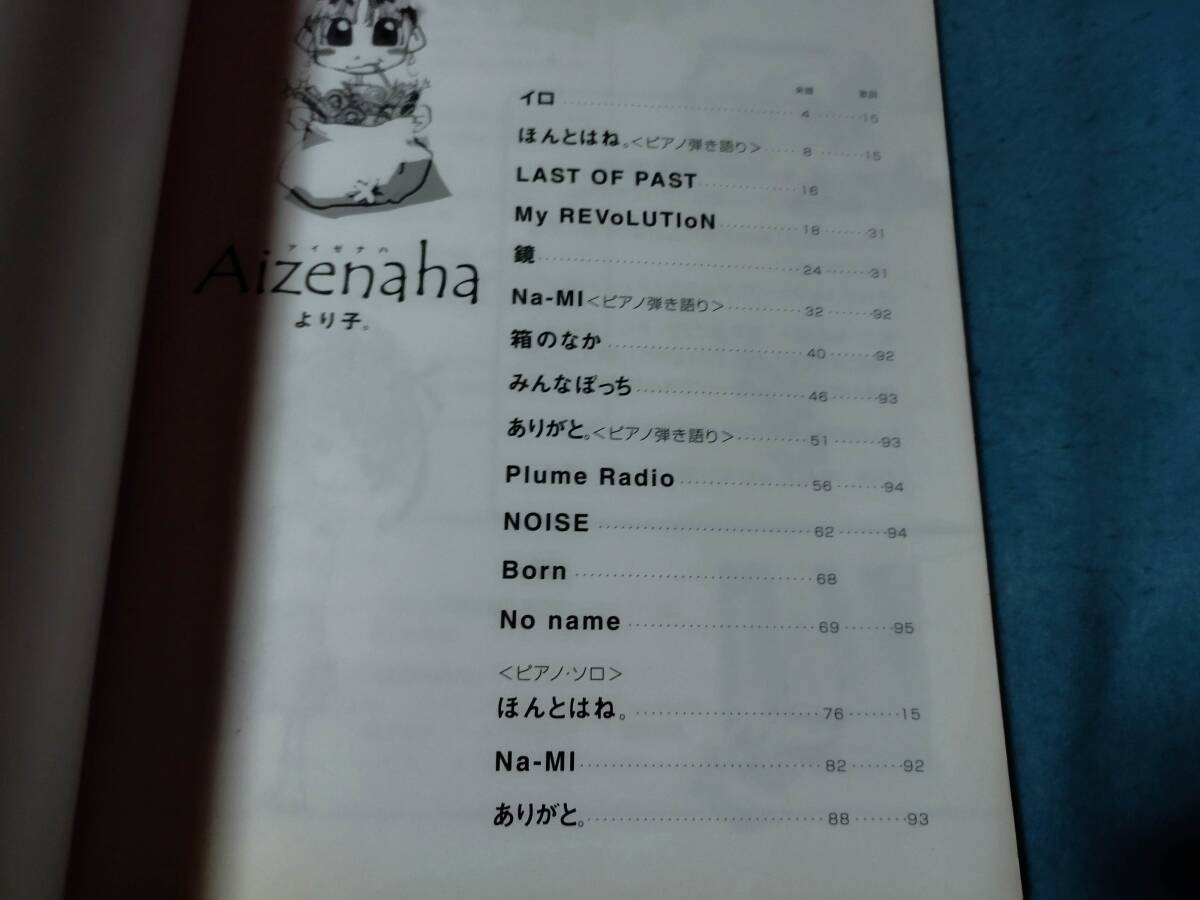 楽譜 歌詞
イロ 4 15
ほんとはね。<ピアノ弾き語り> 8 15
LAST OF PAST 16
My REVoLUTIoN 18 31
鏡 24 31
Na-MI<ピアノ弾き語り> 32 92
箱のなか 40 92
みんなぼっち 46 93
ありがと。<ピアノ弾き語り> 51 93
Plume Radio 56 94
NOISE 62 94
Born 68
No name 69 95
<ピアノ・ソロ>
ほんとはね。 76 15
Na-MI 82 92
ありがと。 88 93
アイゼナハ
Aizenaha
より子。